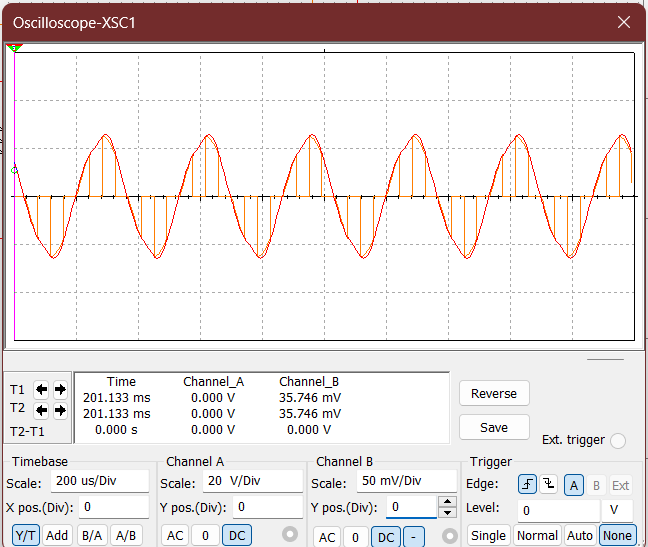 Oscilloscope-XSC1
Time Channel_A Channel_B
T1 201.133 ms 0.000 V 35.746 mV
T2 201.133 ms 0.000 V 35.746 mV
T2-T1 0.000 s 0.000 V 0.000 V
Reverse
Save
Ext. trigger
Timebase
Scale: 200 us/Div
X pos.(Div): 0
Y/T Add B/A A/B
Channel A
Scale: 20 V/Div
Y pos.(Div): 0
AC 0 DC
Channel B
Scale: 50 mV/Div
Y pos.(Div): 0
AC 0 DC -
Trigger
Edge: A B Ext
Level: 0 V
Single Normal Auto None